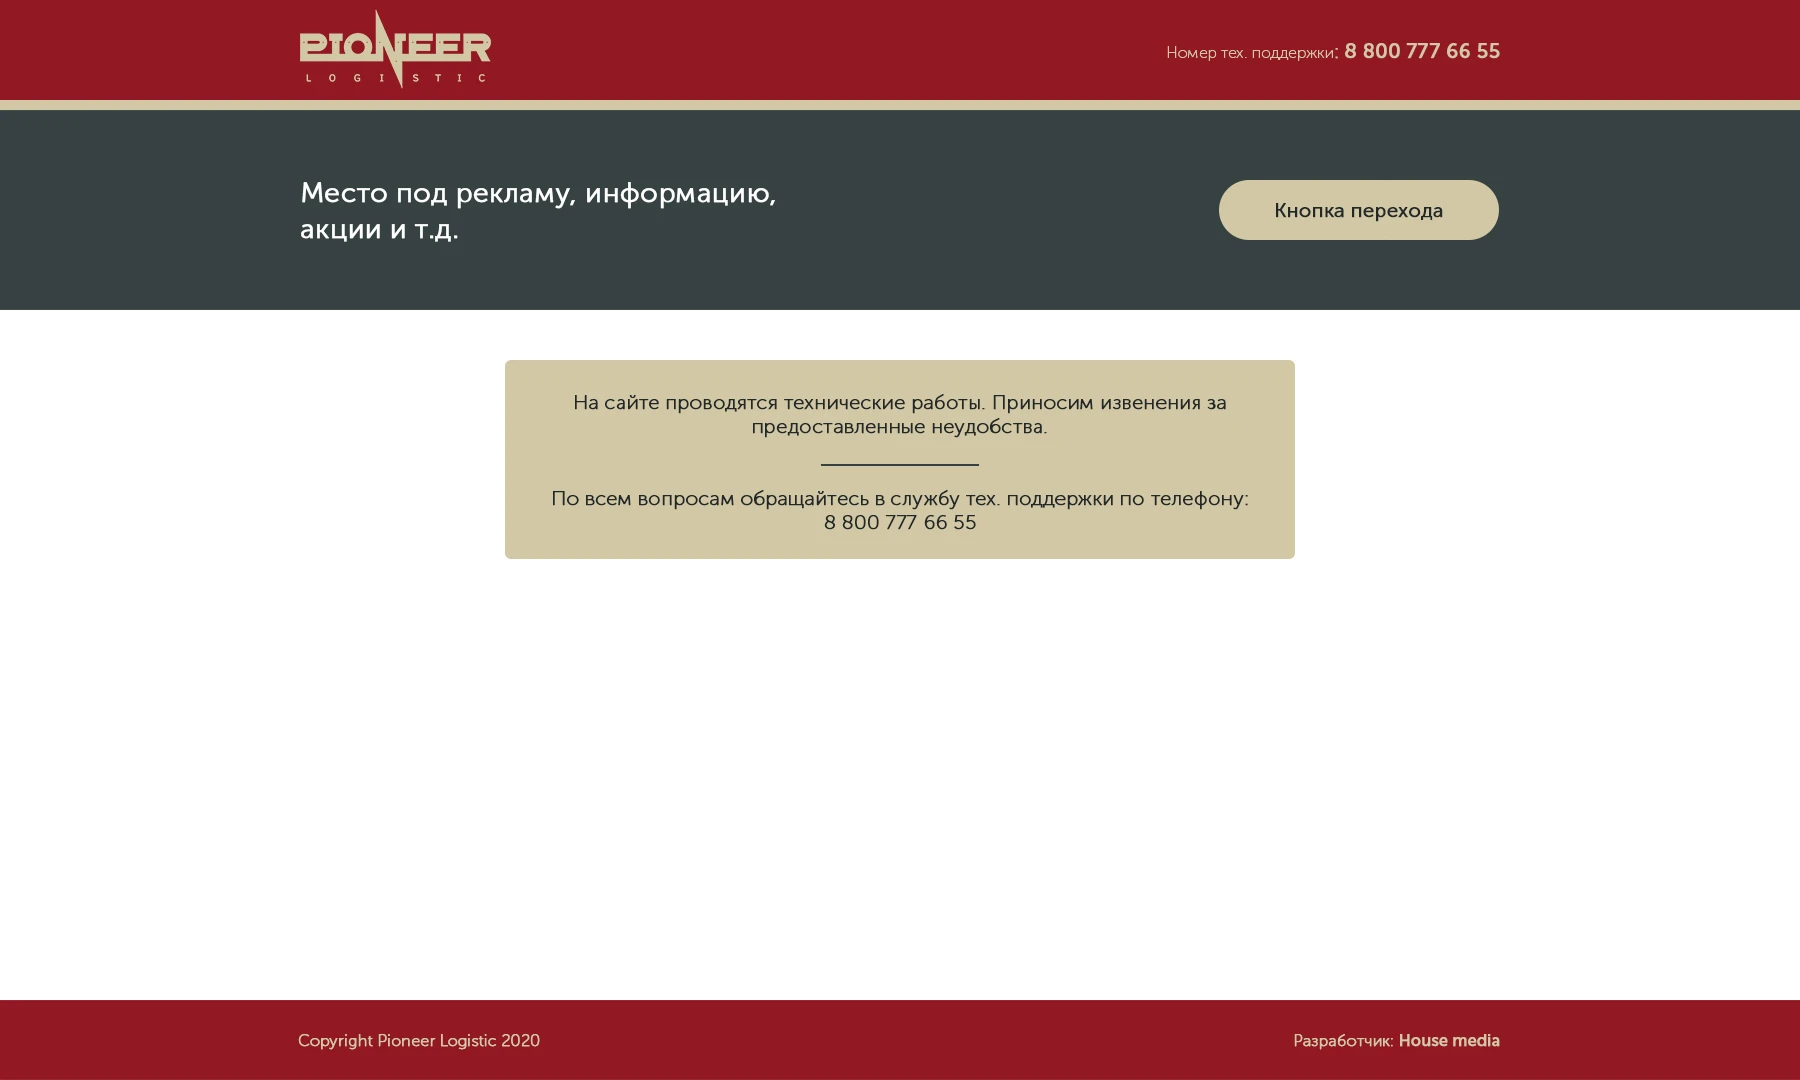 PIONEER
LOGISTIC
Номер тех. поддержки: 8 800 777 66 55
Место под рекламу, информацию,
акции и т.д.
Кнопка перехода
На сайте проводятся технические работы. Приносим извенения за
предоставленные неудобства.
По всем вопросам обращайтесь в службу тех. поддержки по телефону:
8 800 777 66 55
Copyright Pioneer Logistic 2020
Разработчик: House media